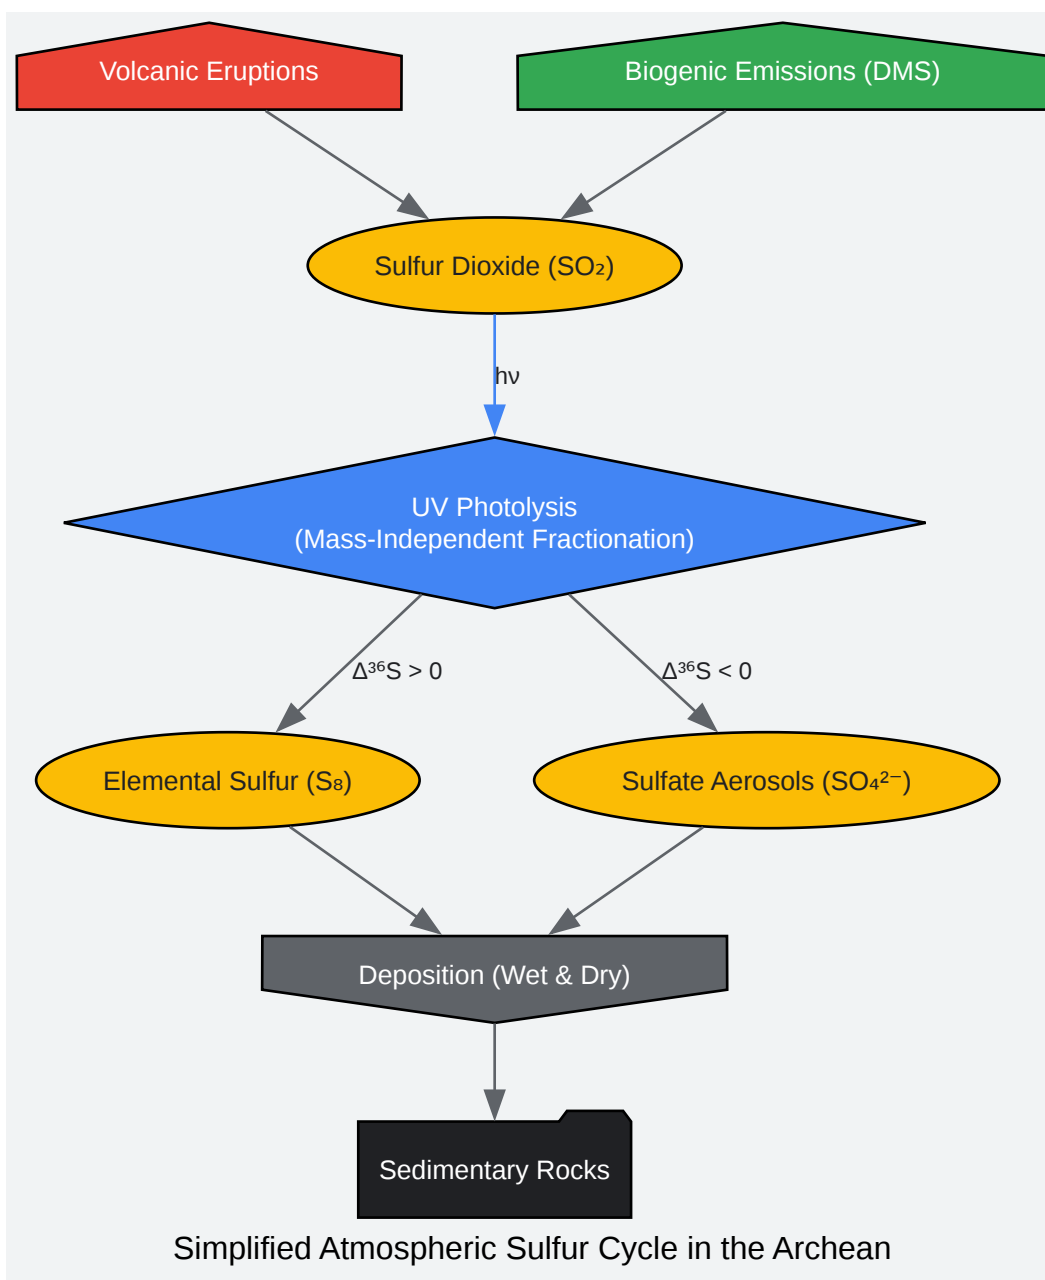 Volcanic Eruptions
Biogenic Emissions (DMS)
Sulfur Dioxide (SO₂)
hν
UV Photolysis
(Mass-Independent Fractionation)
Δ³⁶S > 0
Δ³⁶S < 0
Elemental Sulfur (S₈)
Sulfate Aerosols (SO₄²⁻)
Deposition (Wet & Dry)
Sedimentary Rocks
Simplified Atmospheric Sulfur Cycle in the Archean